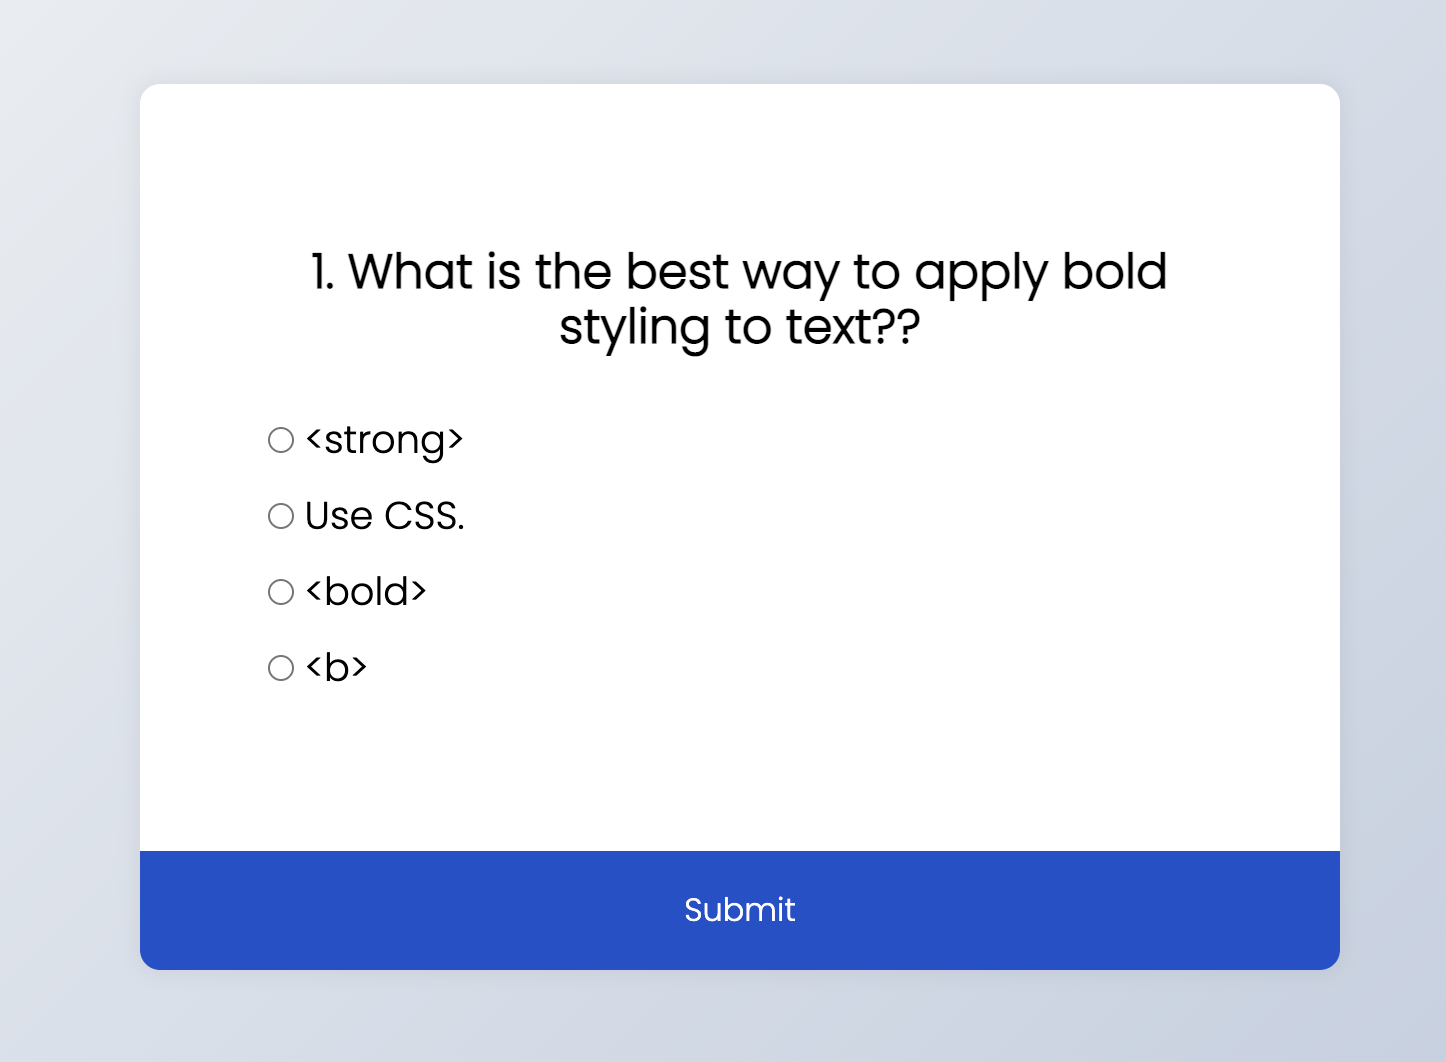 1. What is the best way to apply bold
styling to text??
<strong>
Use CSS.
<bold>
<b>
Submit